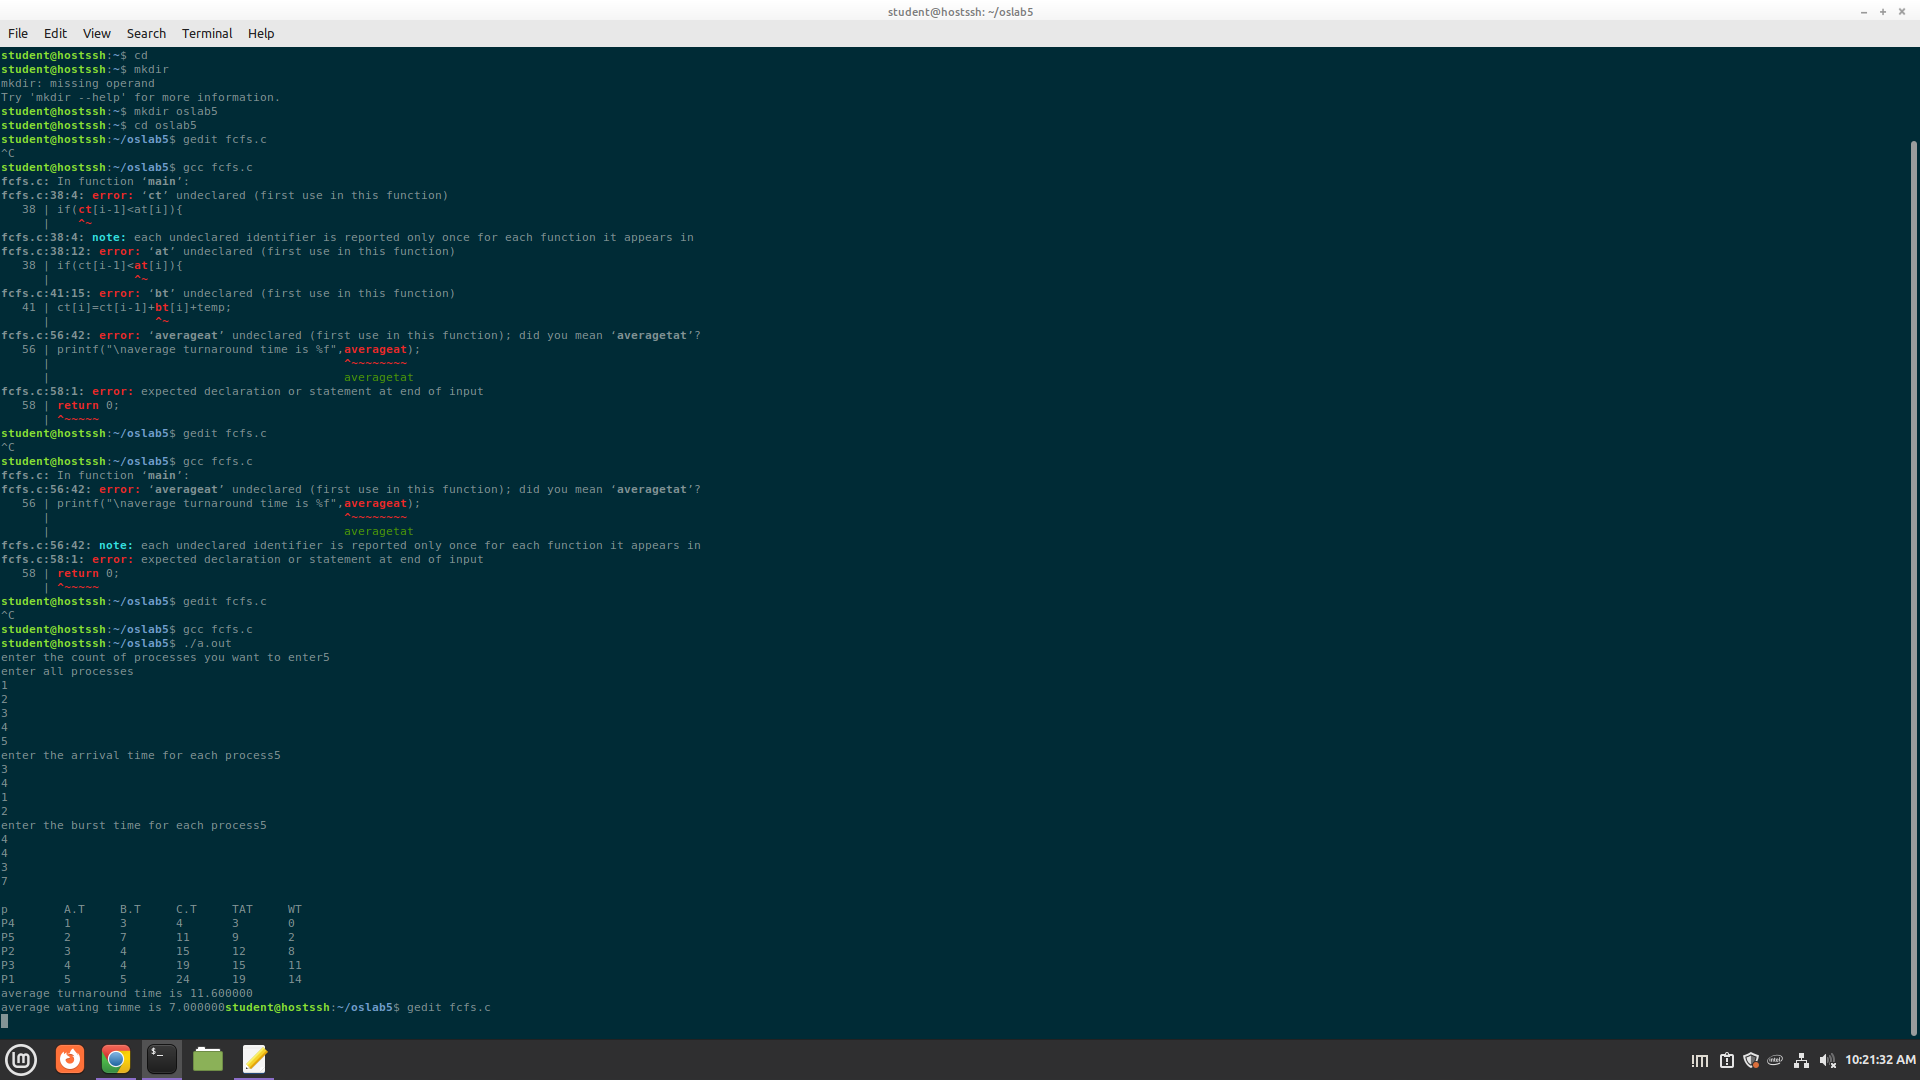 student@hostssh: ~/oslab5
File Edit View Search Terminal Help
student@hostssh:~$ cd
student@hostssh:~$ mkdir
mkdir: missing operand
Try 'mkdir --help' for more information.
student@hostssh:~$ mkdir oslab5
student@hostssh:~$ cd oslab5
student@hostssh:~/oslab5$ gedit fcfs.c
^C
student@hostssh:~/oslab5$ gcc fcfs.c
fcfs.c: In function ‘main’:
fcfs.c:38:4: error: ‘ct’ undeclared (first use in this function)
   38 | if(ct[i-1]<at[i]){
      |    ^~
fcfs.c:38:4: note: each undeclared identifier is reported only once for each function it appears in
fcfs.c:38:12: error: ‘at’ undeclared (first use in this function)
   38 | if(ct[i-1]<at[i]){
      |            ^~
fcfs.c:41:15: error: ‘bt’ undeclared (first use in this function)
   41 | ct[i]=ct[i-1]+bt[i]+temp;
      |               ^~
fcfs.c:56:42: error: ‘averageat’ undeclared (first use in this function); did you mean ‘averagetat’?
   56 | printf("\naverage turnaround time is %f",averageat);
      |                                          ^~~~~~~~~
      |                                          averagetat
fcfs.c:58:1: error: expected declaration or statement at end of input
   58 | return 0;
      | ^~~~~~
student@hostssh:~/oslab5$ gedit fcfs.c
^C
student@hostssh:~/oslab5$ gcc fcfs.c
fcfs.c: In function ‘main’:
fcfs.c:56:42: error: ‘averageat’ undeclared (first use in this function); did you mean ‘averagetat’?
   56 | printf("\naverage turnaround time is %f",averageat);
      |                                          ^~~~~~~~~
      |                                          averagetat
fcfs.c:56:42: note: each undeclared identifier is reported only once for each function it appears in
fcfs.c:58:1: error: expected declaration or statement at end of input
   58 | return 0;
      | ^~~~~~
student@hostssh:~/oslab5$ gedit fcfs.c
^C
student@hostssh:~/oslab5$ gcc fcfs.c
student@hostssh:~/oslab5$ ./a.out
enter the count of processes you want to enter5
enter all processes
1
2
3
4
5
enter the arrival time for each process5
3
4
1
2
enter the burst time for each process5
4
4
3
7
p A.T B.T C.T TAT WT
P4 1 3 4 3 0
P5 2 7 11 9 2
P2 3 4 15 12 8
P3 4 4 19 15 11
P1 5 5 24 19 14
average turnaround time is 11.600000
average wating timme is 7.000000student@hostssh:~/oslab5$ gedit fcfs.c
10:21:32 AM